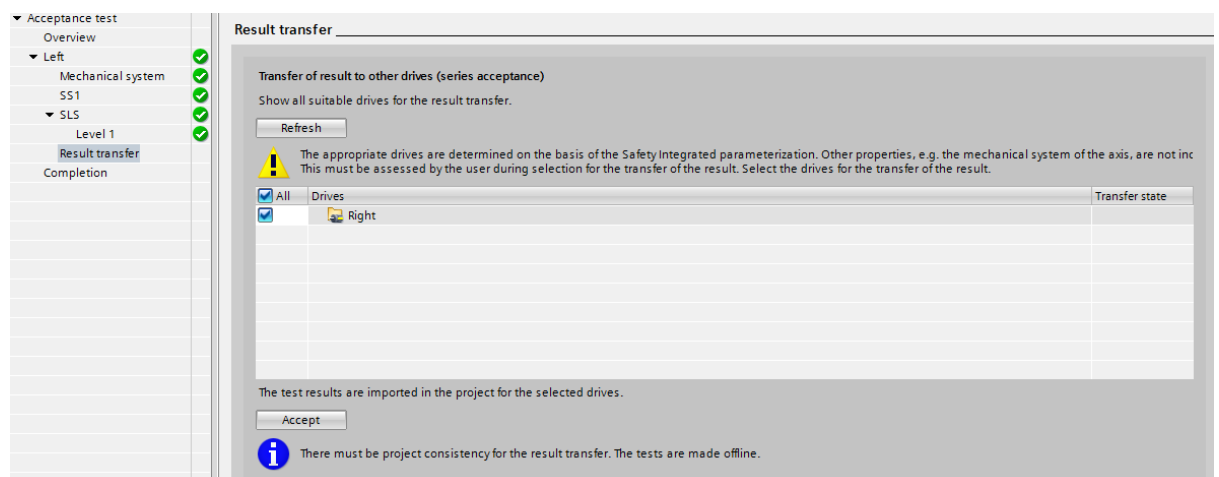 Acceptance test
Overview
Left
Mechanical system
SS1
SLS
Level 1
Result transfer
Completion
Result transfer
Transfer of result to other drives (series acceptance)
Show all suitable drives for the result transfer.
Refresh
The appropriate drives are determined on the basis of the Safety Integrated parameterization. Other properties, e.g. the mechanical system of the axis, are not inc
This must be assessed by the user during selection for the transfer of the result. Select the drives for the transfer of the result.
All Drives Transfer state
Right
The test results are imported in the project for the selected drives.
Accept
There must be project consistency for the result transfer. The tests are made offline.